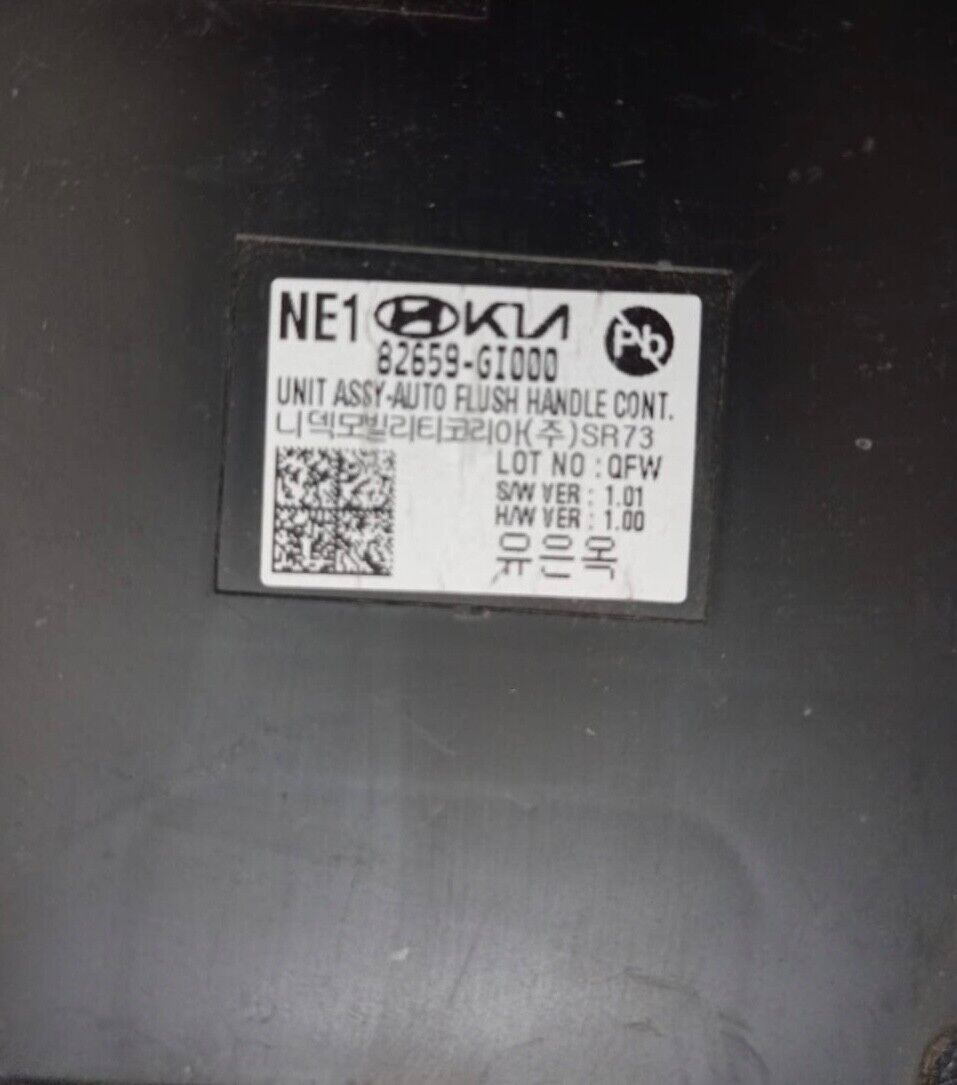 NE1 KIA Pb
82659-GI000
UNIT ASSY-AUTO FLUSH HANDLE CONT.
니덱모빌리티코리아(주)SR73
LOT NO : QFW
S/W VER : 1.01
H/W VER : 1.00
유은옥